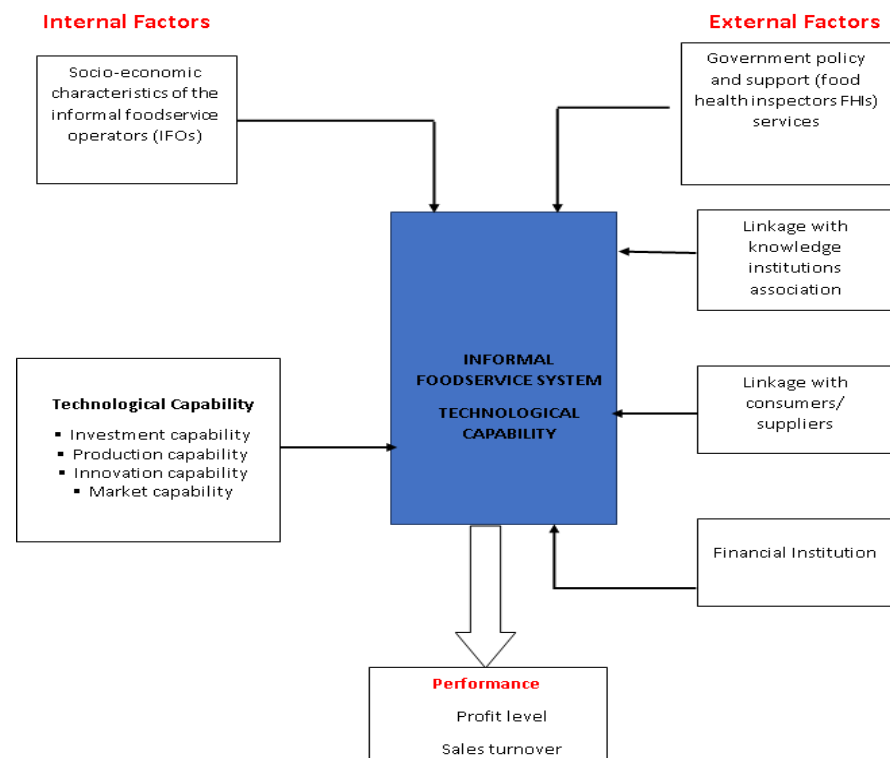 Internal Factors
External Factors
Socio-economic
characteristics of the
informal foodservice
operators (IFOs)
Government policy
and support (food
health inspectors FHIs)
services
Linkage with
knowledge
institutions
association
INFORMAL
FOODSERVICE SYSTEM
TECHNOLOGICAL
CAPABILITY
Technological Capability
▪ Investment capability
▪ Production capability
▪ Innovation capability
▪ Market capability
Linkage with
consumers/
suppliers
Financial Institution
Performance
Profit level
Sales turnover